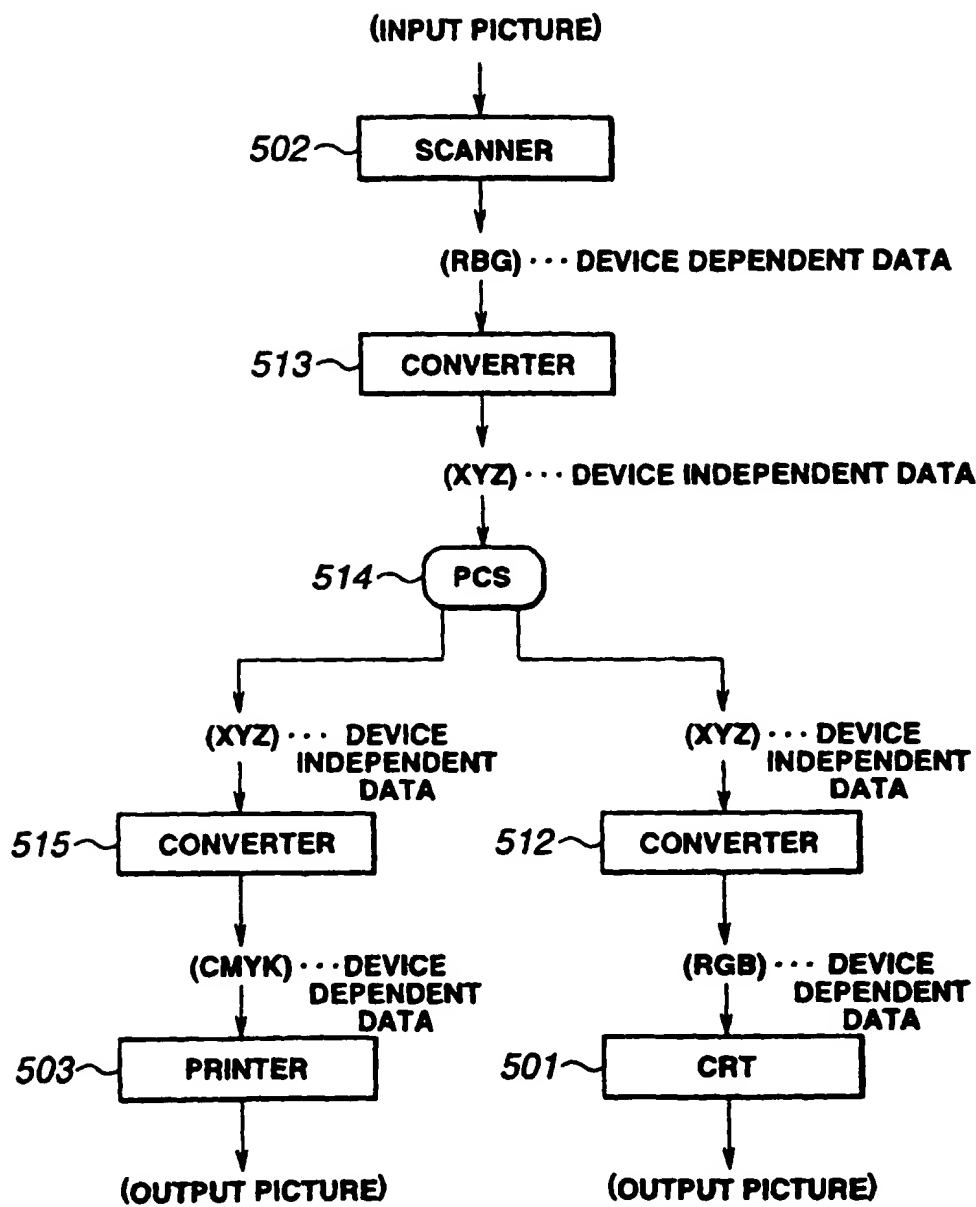 (INPUT PICTURE)
502 SCANNER
(RBG) ··· DEVICE DEPENDENT DATA
513 CONVERTER
(XYZ) ··· DEVICE INDEPENDENT DATA
514 PCS
(XYZ) ··· DEVICE
INDEPENDENT
DATA
515 CONVERTER
(CMYK) ··· DEVICE
DEPENDENT
DATA
503 PRINTER
(OUTPUT PICTURE)
(XYZ) ··· DEVICE
INDEPENDENT
DATA
512 CONVERTER
(RGB) ··· DEVICE
DEPENDENT
DATA
501 CRT
(OUTPUT PICTURE)